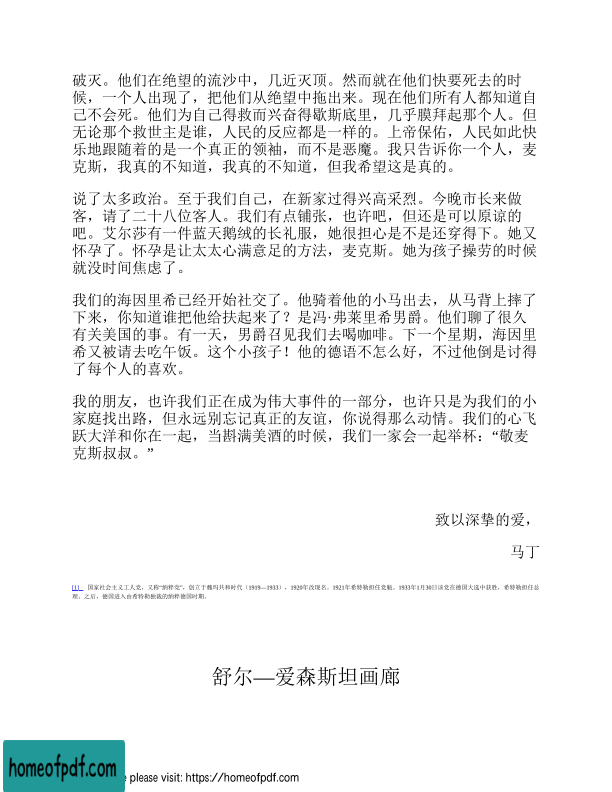 破灭。他们在绝望的流沙中，几近灭顶。然而就在他们快要死去的时
候，一个人出现了，把他们从绝望中拖出来。现在他们所有人都知道自
己不会死。他们为自己得救而兴奋得歇斯底里，几乎膜拜起那个人。但
无论那个救世主是谁，人民的反应都是一样的。上帝保佑，人民如此快
乐地跟随着的是一个真正的领袖，而不是恶魔。我只告诉你一个人，麦
克斯，我真的不知道，我真的不知道，但我希望这是真的。
说了太多政治。至于我们自己，在新家过得兴高采烈。今晚市长来做
客，请了二十八位客人。我们有点铺张，也许吧，但还是可以原谅的
吧。艾尔莎有一件蓝天鹅绒的长礼服，她很担心是不是还穿得下。她又
怀孕了。怀孕是让太太心满意足的方法，麦克斯。她为孩子操劳的时候
就没时间焦虑了。
我们的海因里希已经开始社交了。他骑着他的小马出去，从马背上摔了
下来，你知道谁把他给扶起来了？是冯·弗莱里希男爵。他们聊了很久
有关美国的事。有一天，男爵召见我们去喝咖啡。下一个星期，海因里
希又被请去吃午饭。这个小孩子！他的德语不怎么好，不过他倒是讨得
了每个人的喜欢。
我的朋友，也许我们正在成为伟大事件的一部分，也许只是为我们的小
家庭找出路，但永远别忘记真正的友谊，你说得那么动情。我们的心飞
跃大洋和你在一起，当斟满美酒的时候，我们一家会一起举杯：“敬麦
克斯叔叔。”
致以深挚的爱，
马丁
[1] 国家社会主义工人党，又称“纳粹党”，创立于魏玛共和时代（1919—1933），1920年改现名。1921年希特勒担任党魁。1933年1月30日该党在德国大选中获胜，希特勒担任总
理。之后，德国进入由希特勒独裁的纳粹德国时期。
舒尔—爱森斯坦画廊
homeofpdf.com
please visit: https://homeofpdf.com